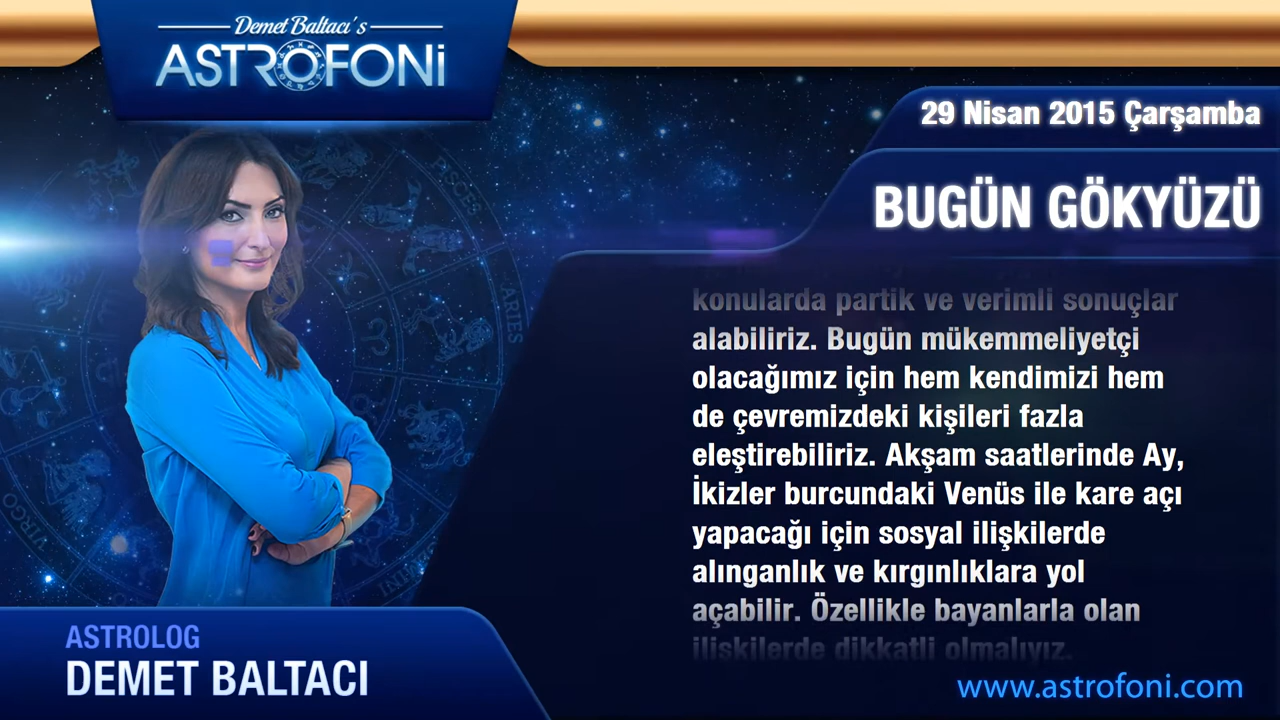 Demet Baltacı's
ASTROFONi
29 Nisan 2015 Çarşamba
BUGÜN GÖKYÜZÜ
konularda partik ve verimli sonuçlar
alabiliriz. Bugün mükemmeliyetçi
olacağımız için hem kendimizi hem
de çevremizdeki kişileri fazla
eleştirebiliriz. Akşam saatlerinde Ay,
İkizler burcundaki Venüs ile kare açı
yapacağı için sosyal ilişkilerde
alınganlık ve kırgınlıklara yol
açabilir. Özellikle bayanlarla olan
ilişkilerde dikkatli olmalıyız.
PISCES
ARIES
VIRGO
ASTROLOG
DEMET BALTACI
www.astrofoni.com